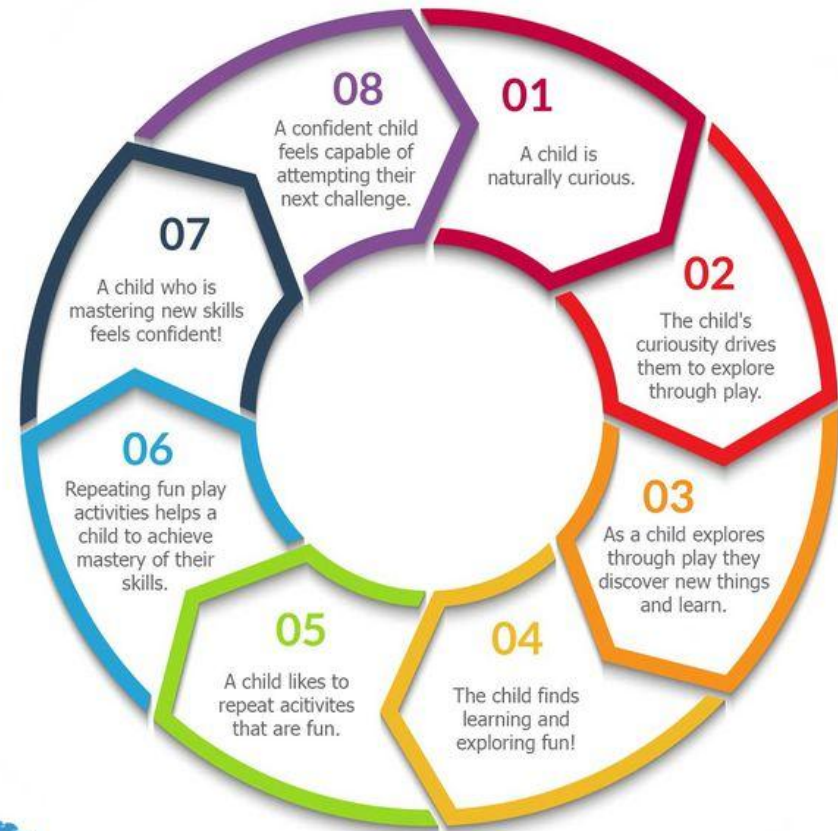 01
A child is
naturally curious.
02
The child's
curiousity drives
them to explore
through play.
03
As a child explores
through play they
discover new things
and learn.
04
The child finds
learning and
exploring fun!
05
A child likes to
repeat acitivites
that are fun.
06
Repeating fun play
activities helps a
child to achieve
mastery of their
skills.
07
A child who is
mastering new skills
feels confident!
08
A confident child
feels capable of
attempting their
next challenge.